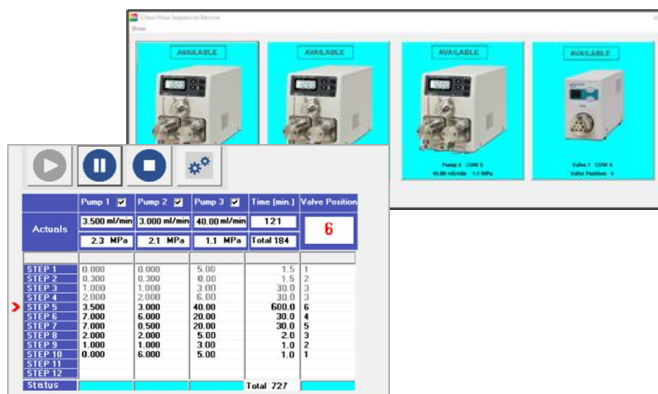 Chem-Flow Sequential Devices
Show
AVAILABLE AVAILABLE AVAILABLE AVAILABLE
Pump 3 COM 5 Valve 1 COM 4
40.00 ml/min 1.1 MPa Valve Position 6
Pump 1 Pump 2 Pump 3 Time (min.) Valve Position
Actuals 3.500 ml/min 3.000 ml/min 40.00 ml/min 121 6
2.3 MPa 2.1 MPa 1.1 MPa Total 184
STEP 1 0.000 0.000 5.00 1.5 1
STEP 2 0.300 0.300 0.00 1.5 2
STEP 3 1.000 1.000 3.00 30.0 3
STEP 4 2.000 2.000 6.00 30.0 3
STEP 5 3.500 3.000 40.00 600.0 6
STEP 6 7.000 6.000 20.00 30.0 4
STEP 7 7.000 0.500 20.00 30.0 5
STEP 8 2.000 2.000 5.00 2.0 3
STEP 9 1.000 1.000 3.00 1.0 2
STEP 10 0.000 6.000 5.00 1.0 1
STEP 11
STEP 12
Status Total 727